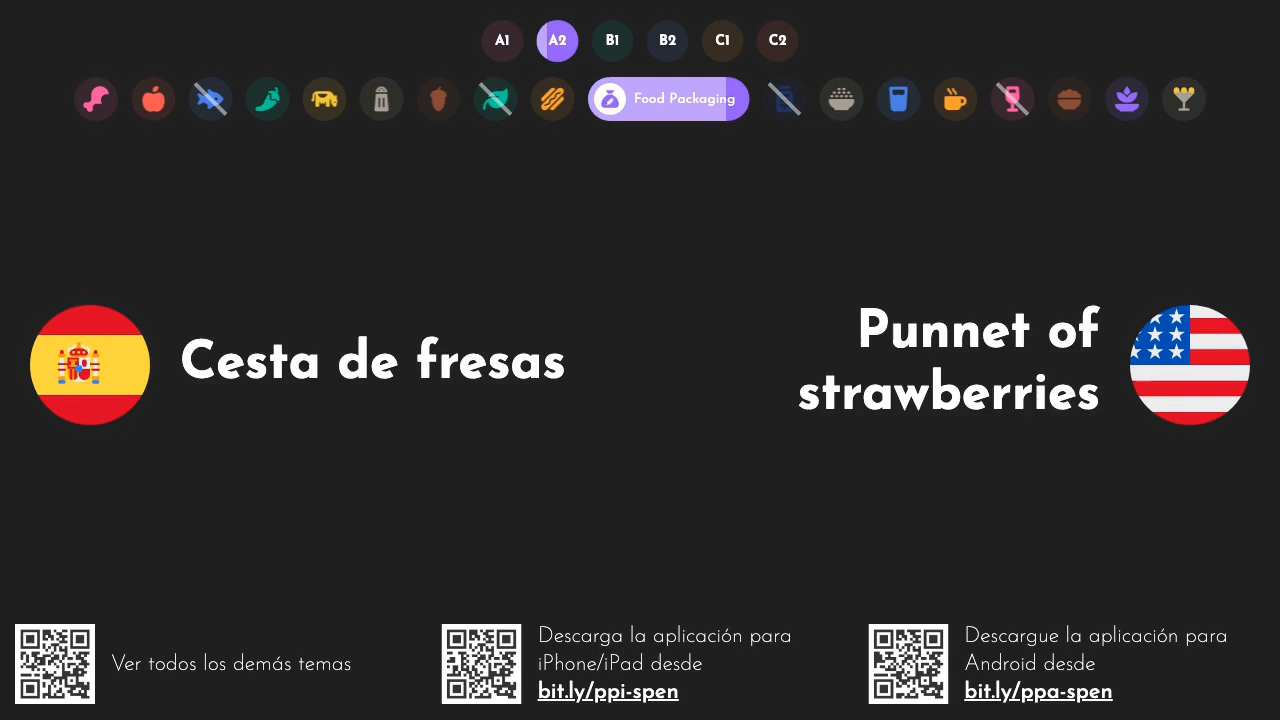 A1 A2 B1 B2 C1 C2
Food Packaging
Cesta de fresas
Punnet of
strawberries
Ver todos los demás temas
Descarga la aplicación para
iPhone/iPad desde
bit.ly/ppi-spen
Descargue la aplicación para
Android desde
bit.ly/ppa-spen